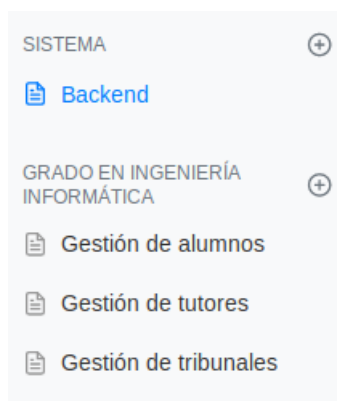 SISTEMA
Backend
GRADO EN INGENIERÍA
INFORMÁTICA
Gestión de alumnos
Gestión de tutores
Gestión de tribunales